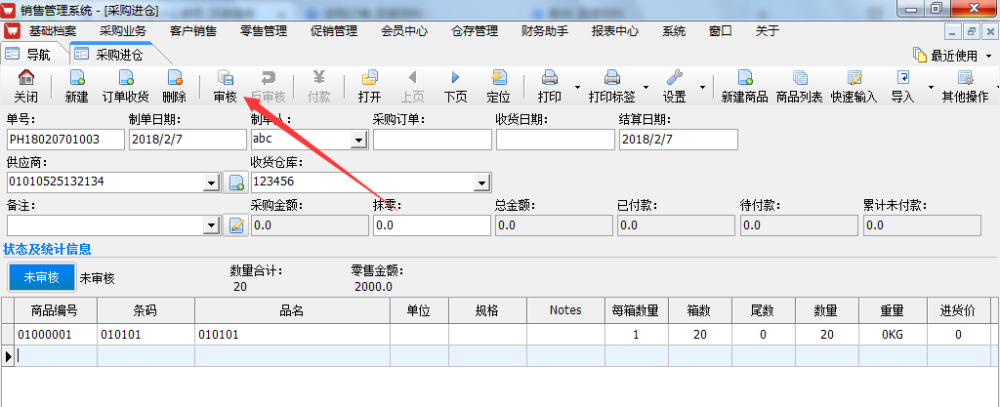 销售管理系统 - [采购进仓]
基础档案 采购业务 客户销售 零售管理 促销管理 会员中心 仓存管理 财务助手 报表中心 系统 窗口 关于
导航 采购进仓 最近使用
关闭 新建 订单收货 删除 审核 反审核 付款 打开 上页 下页 定位 打印 打印标签 设置 新建商品 商品列表 快速输入 导入 其他操作
单号: 制单日期: 制单人: 采购订单: 收货日期: 结算日期:
PH18020701003 2018/2/7 abc 2018/2/7
供应商: 收货仓库:
01010525132134 123456
备注: 采购金额: 抹零: 总金额: 已付款: 待付款: 累计未付款:
0.0 0.0 0.0 0.0 0.0 0.0
状态及统计信息
未审核 未审核 数量合计: 零售金额:
20 2000.0
商品编号 条码 品名 单位 规格 Notes 每箱数量 箱数 尾数 数量 重量 进货价
01000001 010101 010101 1 20 0 20 0KG 0